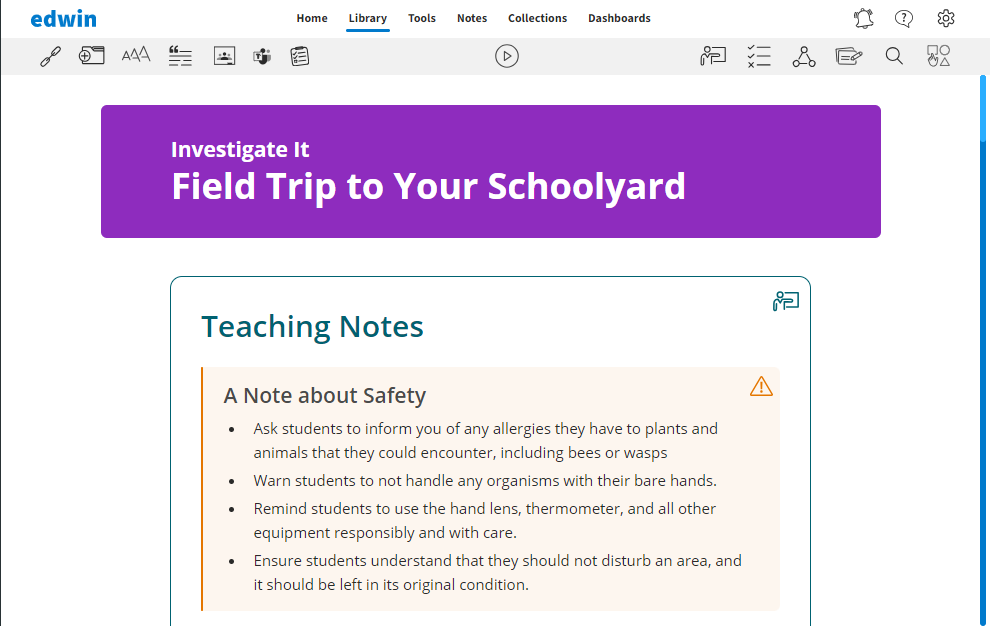 edwin
Home Library Tools Notes Collections Dashboards
AAA
Investigate It
Field Trip to Your Schoolyard
Teaching Notes
A Note about Safety
• Ask students to inform you of any allergies they have to plants and
animals that they could encounter, including bees or wasps
• Warn students to not handle any organisms with their bare hands.
• Remind students to use the hand lens, thermometer, and all other
equipment responsibly and with care.
• Ensure students understand that they should not disturb an area, and
it should be left in its original condition.